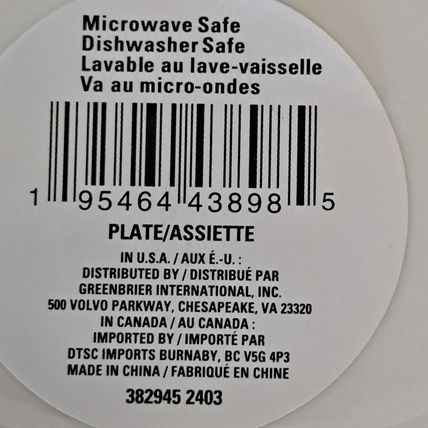 Microwave Safe
Dishwasher Safe
Lavable au lave-vaisselle
Va au micro-ondes
1 95464 43898 5
PLATE/ASSIETTE
IN U.S.A. / AUX É.-U. :
DISTRIBUTED BY / DISTRIBUÉ PAR
GREENBRIER INTERNATIONAL, INC.
500 VOLVO PARKWAY, CHESAPEAKE, VA 23320
IN CANADA / AU CANADA :
IMPORTED BY / IMPORTÉ PAR
DTSC IMPORTS BURNABY, BC V5G 4P3
MADE IN CHINA / FABRIQUÉ EN CHINE
382945 2403